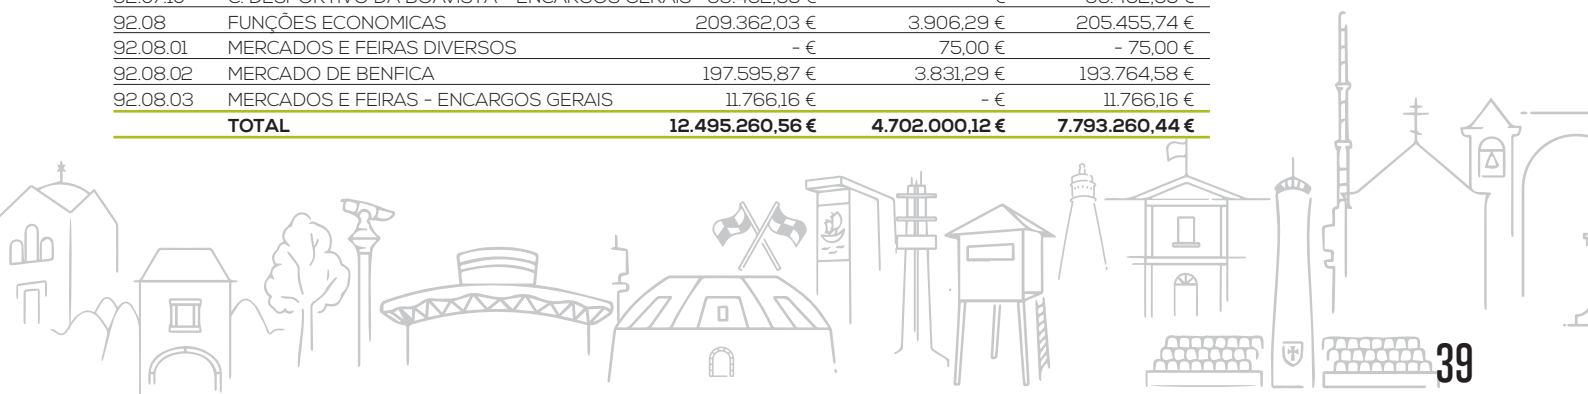 FUNÇÕES ECONOMICAS
92.08 FUNÇÕES ECONOMICAS 209.362,03 € 3.906,29 € 205.455,74 €
92.08.01 MERCADOS E FEIRAS DIVERSOS - € 75,00 € - 75,00 €
92.08.02 MERCADO DE BENFICA 197.595,87 € 3.831,29 € 193.764,58 €
92.08.03 MERCADOS E FEIRAS - ENCARGOS GERAIS 11.766,16 € - € 11.766,16 €
TOTAL 12.495.260,56 € 4.702.000,12 € 7.793.260,44 €
39